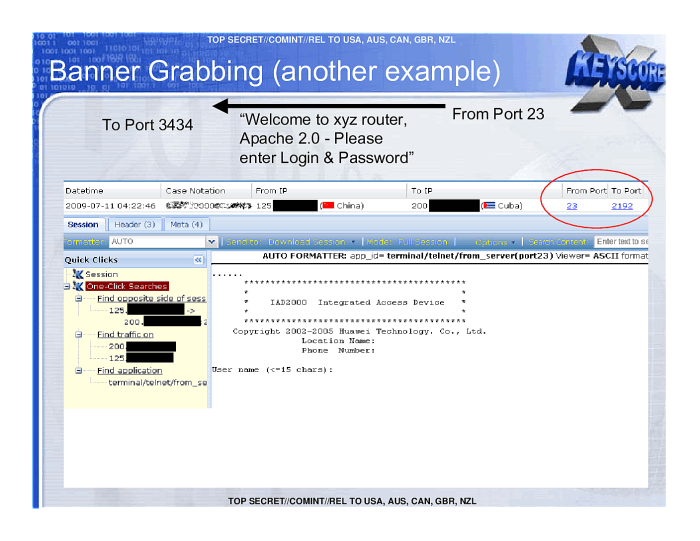 TOP SECRET//COMINT//REL TO USA, AUS, CAN, GBR, NZL
Banner Grabbing (another example)
XKEYSCORE
To Port 3434
"Welcome to xyz router,
Apache 2.0 - Please
enter Login & Password"
From Port 23
Datetime Case Notation From IP To IP From Port To Port
2009-07-11 04:22:46 125 ( China) 200 ( Cuba) 23 2192
Session Header (3) Meta (4)
Formatter: AUTO Send to: Download Session Mode: Full Session Options Search Content: Enter text to se
Quick Clicks
AUTO FORMATTER: app_id= terminal/telnet/from_server(port23) Viewer= ASCII format
Session
One-Click Searches
Find opposite side of sess
125. ->
200. 2
Find traffic on
200.
125.
Find application
terminal/telnet/from_se
......
******************************************
* *
* IAD2000 Integrated Access Device *
* *
******************************************
Copyright 2002-2005 Huawei Technology. Co., Ltd.
Location Name:
Phone Number:
User name (<=15 chars):
TOP SECRET//COMINT//REL TO USA, AUS, CAN, GBR, NZL